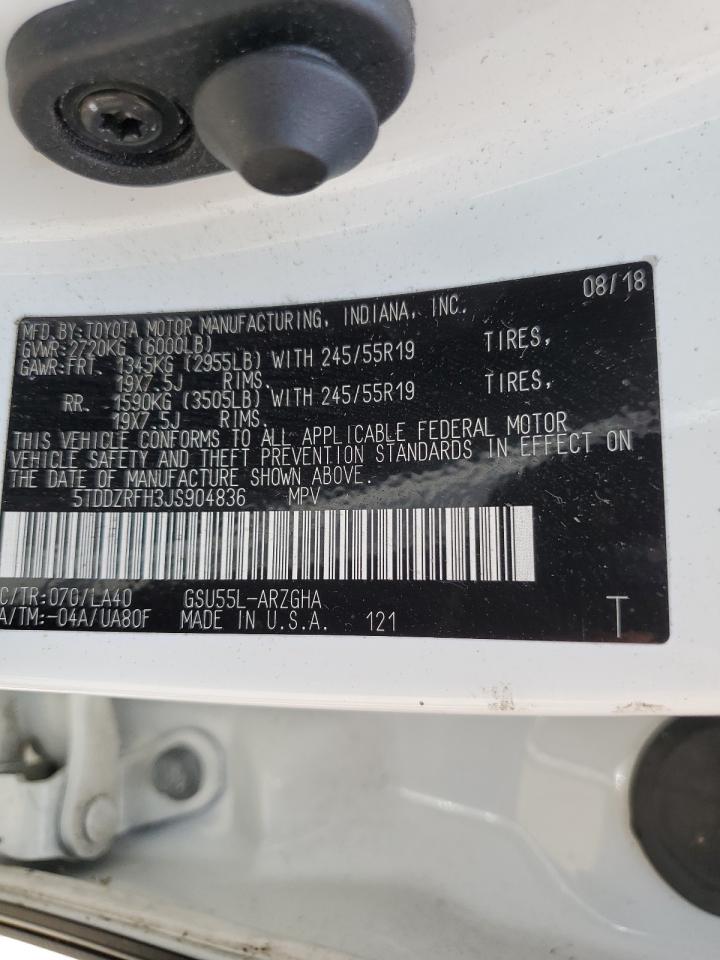 08/18
MFD.BY:TOYOTA MOTOR MANUFACTURING, INDIANA, INC.
GVWR:2720KG (6000LB)
GAWR:FRT. 1345KG (2955LB) WITH 245/55R19 TIRES,
19X7.5J RIMS.
RR. 1590KG (3505LB) WITH 245/55R19 TIRES,
19X7.5J RIMS.
THIS VEHICLE CONFORMS TO ALL APPLICABLE FEDERAL MOTOR
VEHICLE SAFETY AND THEFT PREVENTION STANDARDS IN EFFECT ON
THE DATE OF MANUFACTURE SHOWN ABOVE.
5TDDZRFH3JS904836 MPV
C/TR:070/LA40 GSU55L-ARZGHA
A/TM:-04A/UA80F MADE IN U.S.A. 121 T